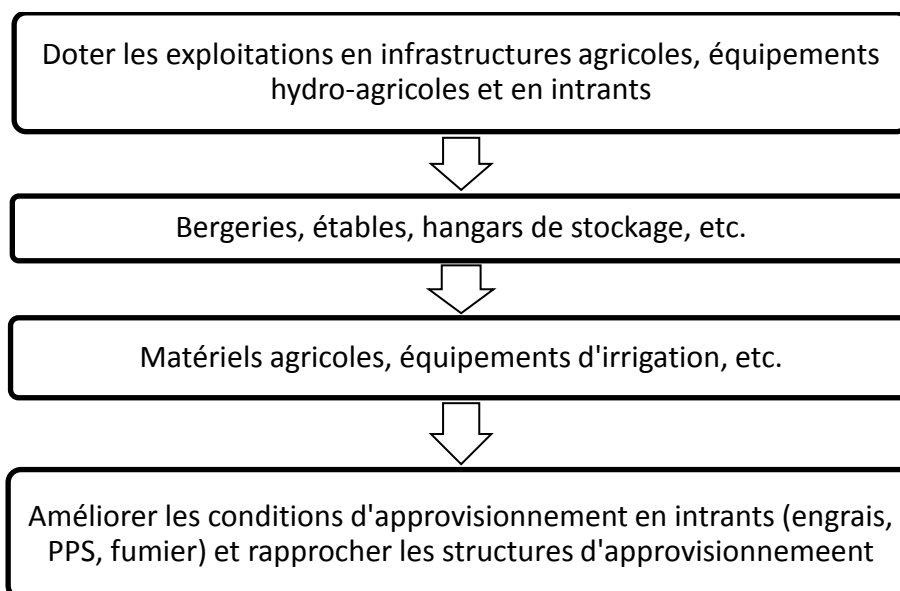 Doter les exploitations en infrastructures agricoles, équipements
hydro-agricoles et en intrants
Bergeries, étables, hangars de stockage, etc.
Matériels agricoles, équipements d'irrigation, etc.
Améliorer les conditions d'approvisionnement en intrants (engrais,
PPS, fumier) et rapprocher les structures d'approvisionnemeent